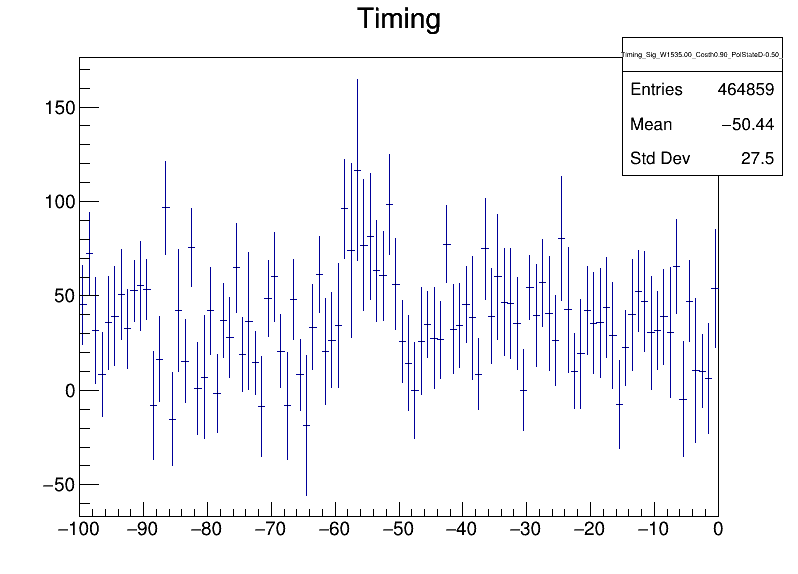 Timing
Timing_Sig_W1535.00_Costh0.90_PolStateD-0.50_
Entries 464859
Mean −50.44
Std Dev 27.5
150
100
50
0
−50
−100 −90 −80 −70 −60 −50 −40 −30 −20 −10 0